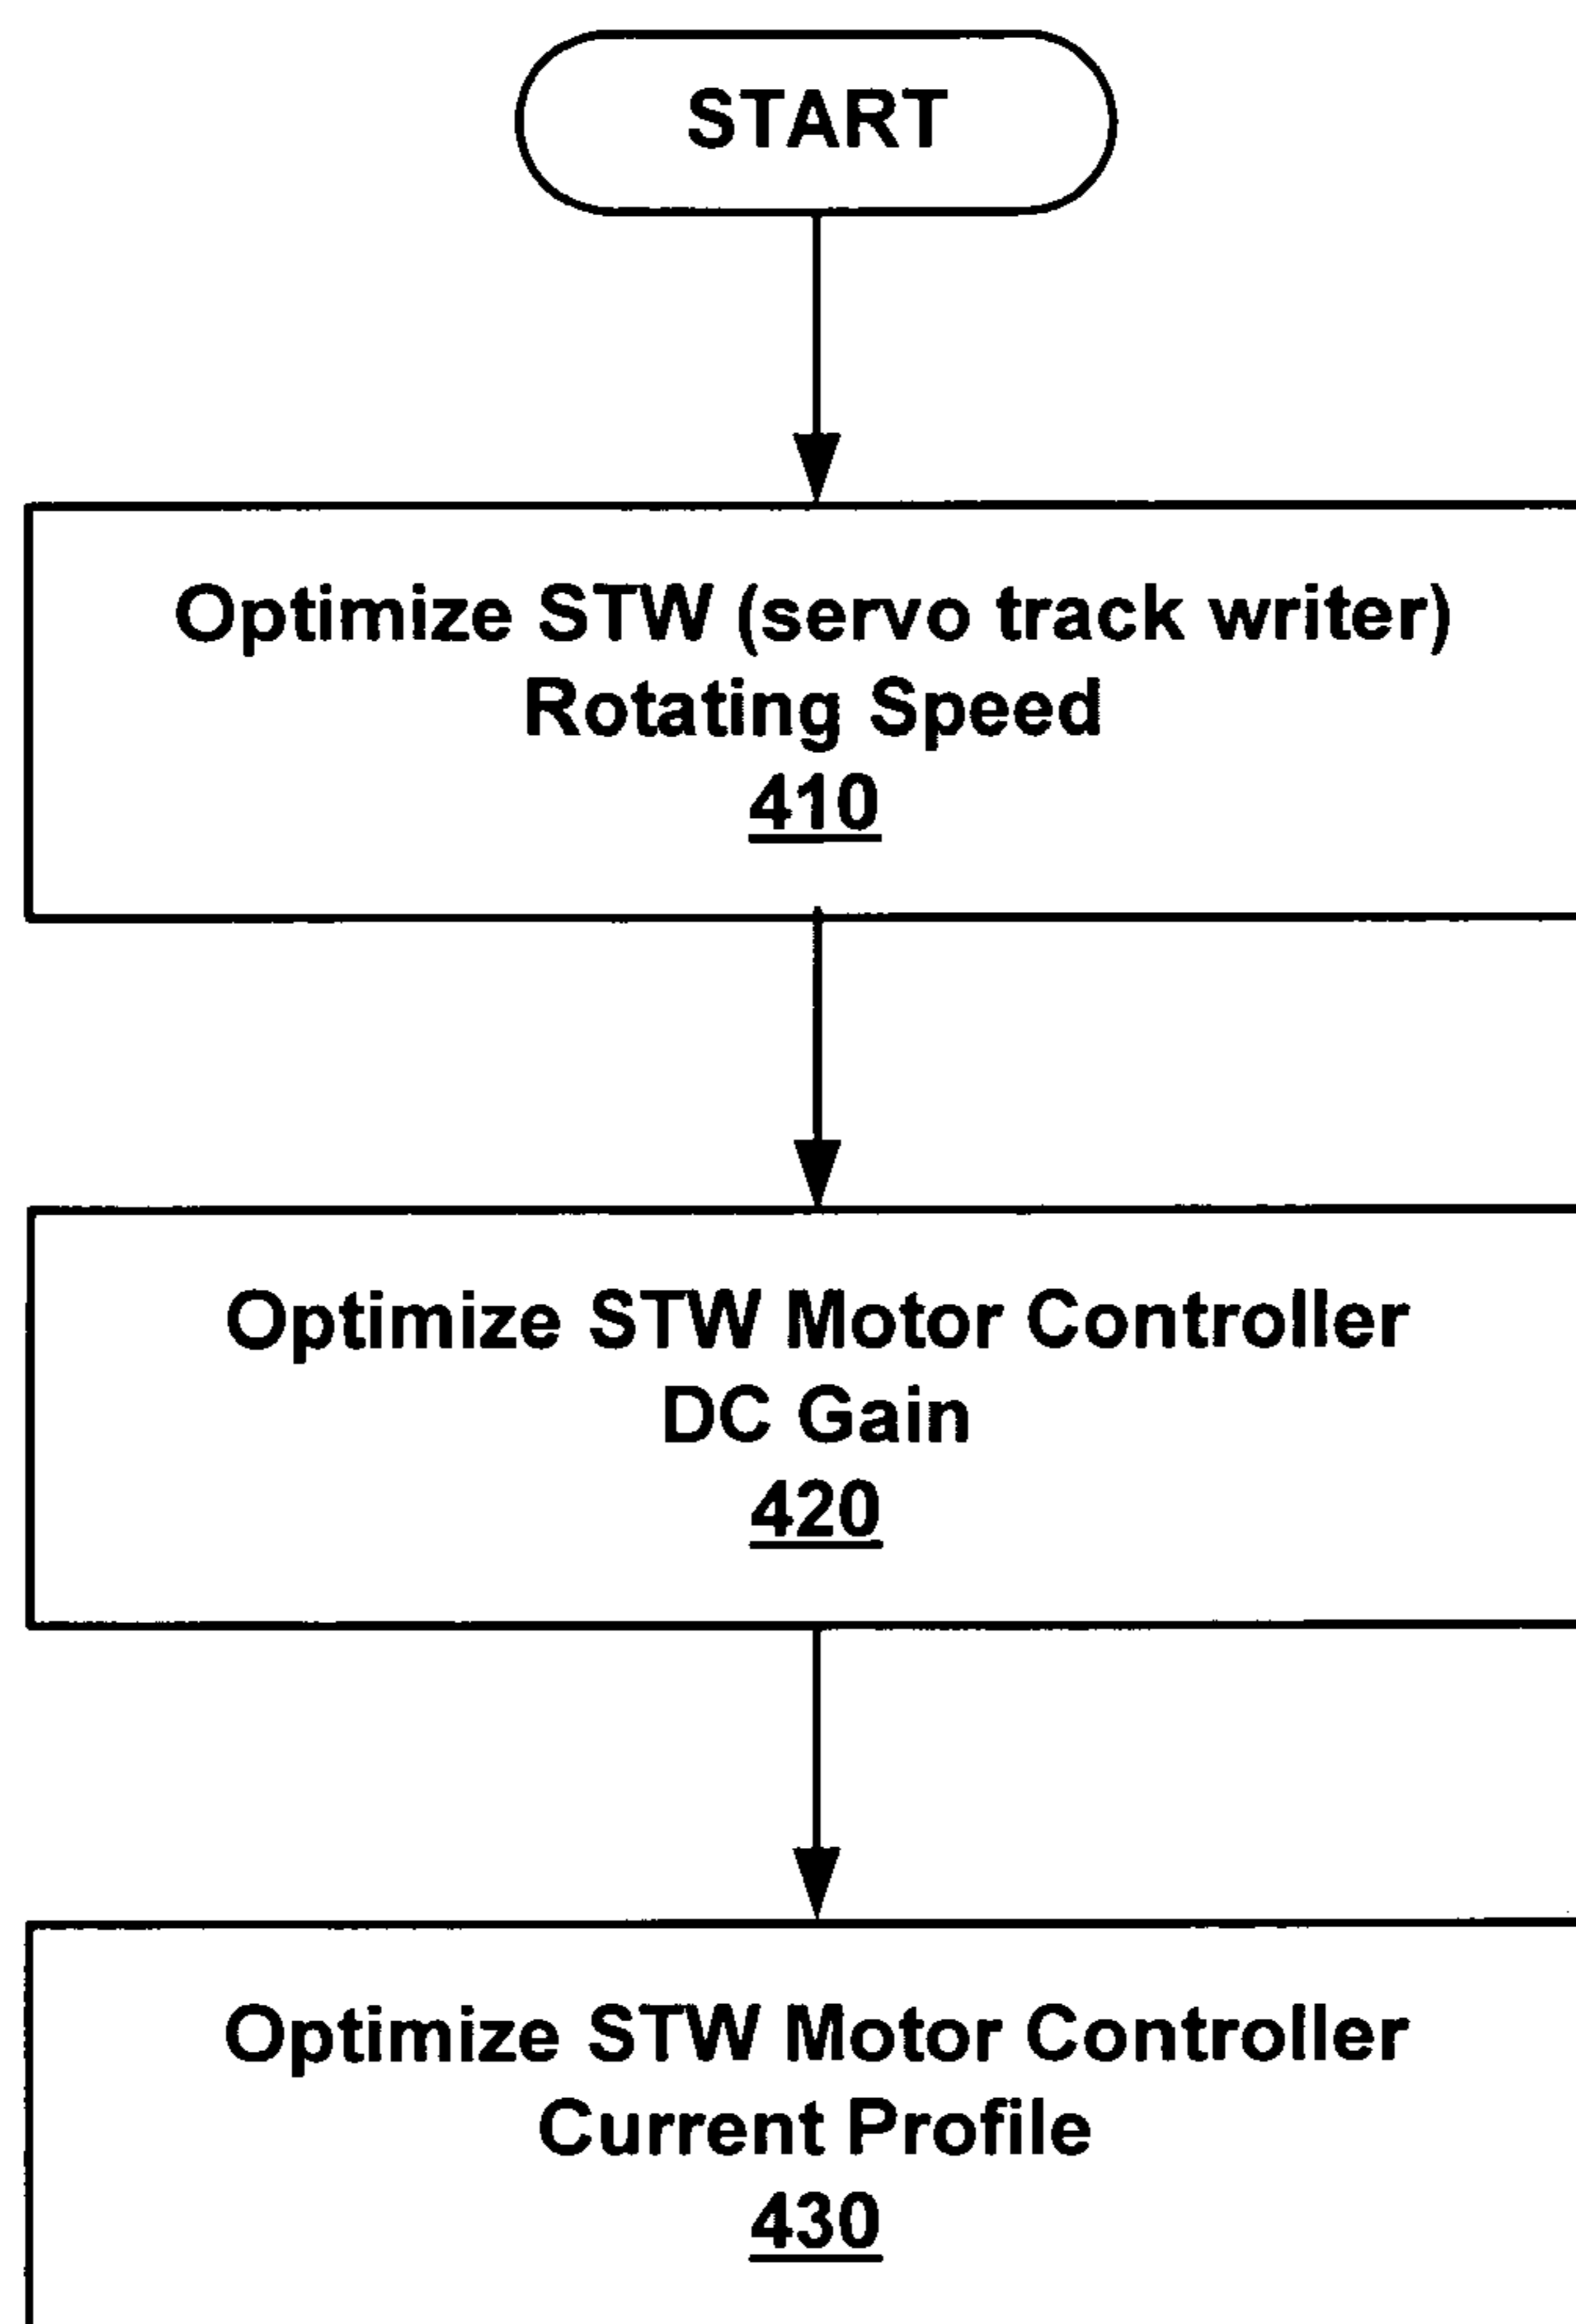 START
Optimize STW (servo track writer)
Rotating Speed
410
Optimize STW Motor Controller
DC Gain
420
Optimize STW Motor Controller
Current Profile
430